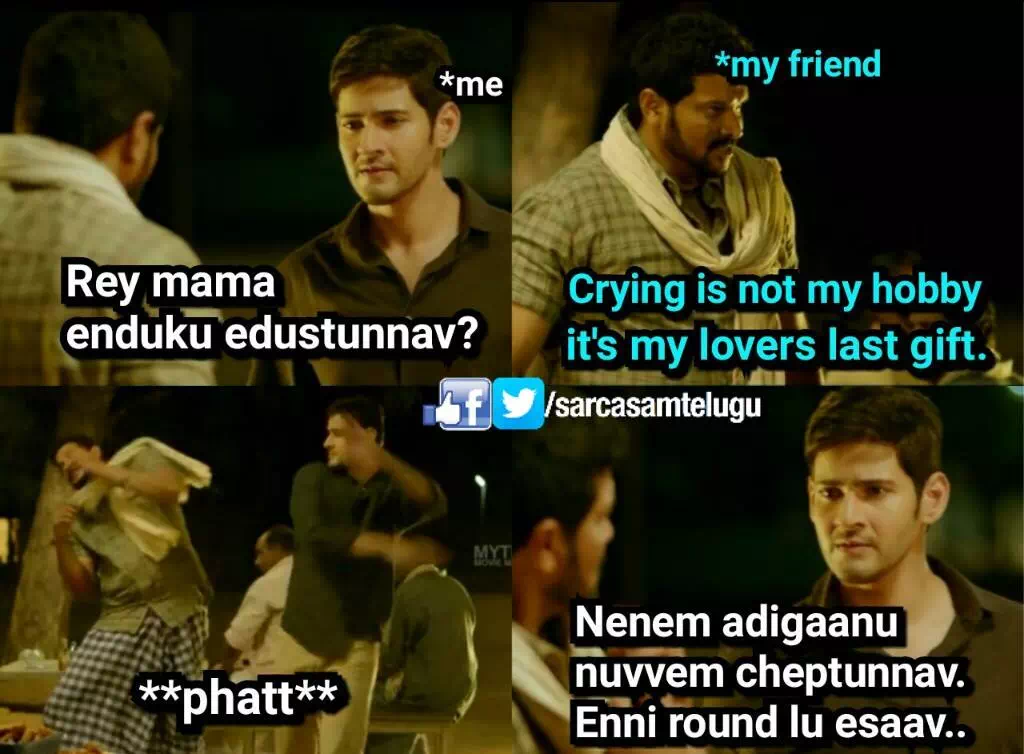 *me
Rey mama
enduku edustunnav?
*my friend
Crying is not my hobby
it's my lovers last gift.
f /sarcasamtelugu
**phatt**
Nenem adigaanu
nuvvem cheptunnav.
Enni round lu esaav..